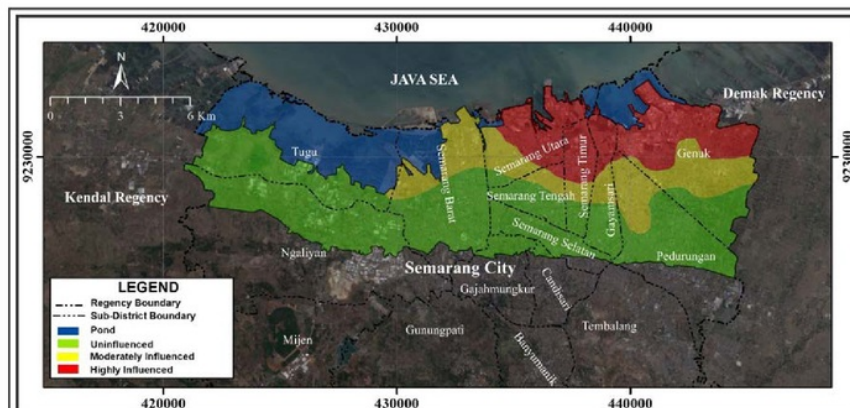 420000 430000 440000
N
0 3 6 Km
JAVA SEA
Demak Regency
9230000
9230000
Tugu
Semarang Barat
Semarang Utara
Semarang Timur
Genuk
Kendal Regency
Semarang Tengah
Gayamsari
Semarang Selatan
Ngaliyan
Pedurungan
Semarang City
Gajahmungkur
Candisari
Mijen
Gunungpati
Tembalang
Banyumanik
LEGEND
Regency Boundary
Sub-District Boundary
Pond
Uninfluenced
Moderately Influenced
Highly Influenced
420000 430000 440000